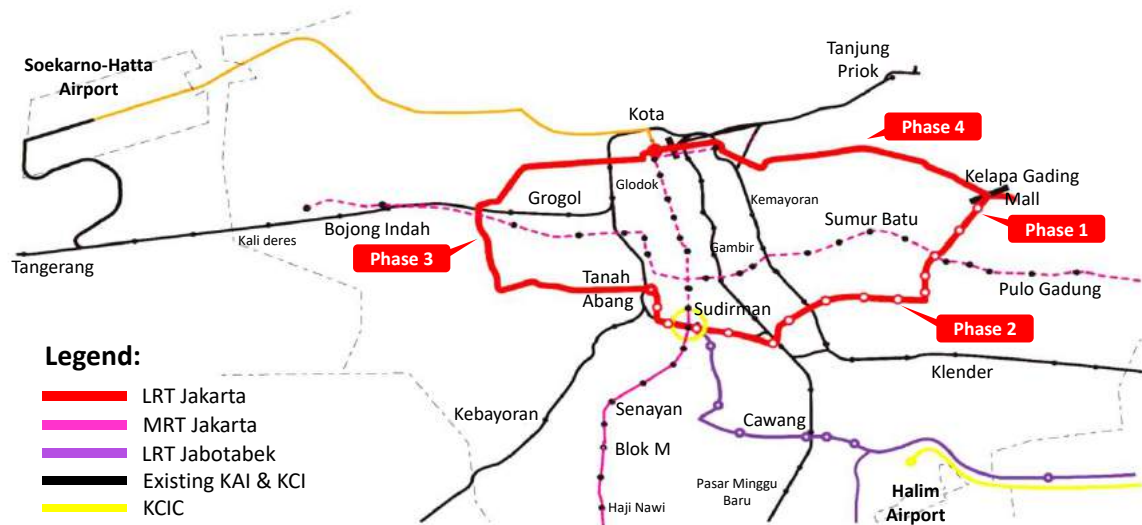 Soekarno-Hatta
Airport
Tanjung
Priok
Kota
Phase 4
Kelapa Gading
Mall
Glodok
Grogol
Kemayoran
Phase 1
Sumur Batu
Bojong Indah
Kali deres
Phase 3
Gambir
Tangerang
Tanah
Abang
Pulo Gadung
Sudirman
Phase 2
Legend:
LRT Jakarta
MRT Jakarta
LRT Jabotabek
Existing KAI & KCI
KCIC
Klender
Kebayoran
Senayan
Cawang
Blok M
Haji Nawi
Pasar Minggu
Baru
Halim
Airport